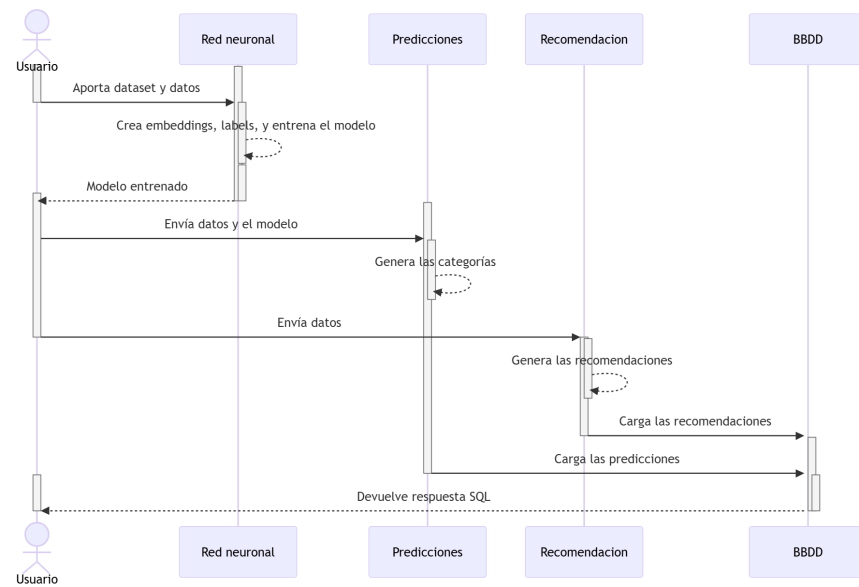 Usuario
Red neuronal
Predicciones
Recomendacion
BBDD
Aporta dataset y datos
Crea embeddings, labels, y entrena el modelo
Modelo entrenado
Envía datos y el modelo
Genera las categorías
Envía datos
Genera las recomendaciones
Carga las recomendaciones
Carga las predicciones
Devuelve respuesta SQL
Usuario
Red neuronal
Predicciones
Recomendacion
BBDD